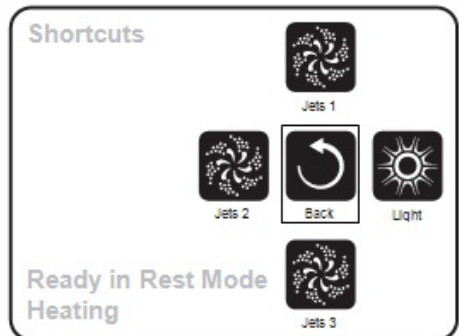 Shortcuts
Jets 1
Jets 2
Back
Light
Ready in Rest Mode
Heating
Jets 3